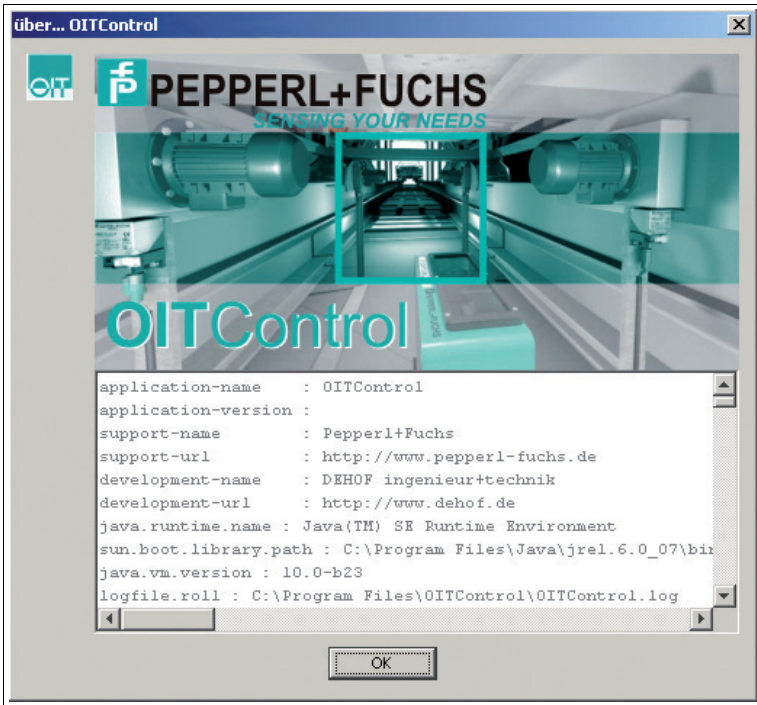 über... OITControl
OIT
PEPPERL+FUCHS
SENSING YOUR NEEDS
OITControl
application-name : OITControl
application-version :
support-name : Pepperl+Fuchs
support-url : http://www.pepperl-fuchs.de
development-name : DEHOF ingenieur+technik
development-url : http://www.dehof.de
java.runtime.name : Java(TM) SE Runtime Environment
sun.boot.library.path : C:\Program Files\Java\jre1.6.0_07\bin
java.vm.version : 10.0-b23
logfile.roll : C:\Program Files\OITControl\OITControl.log
OK